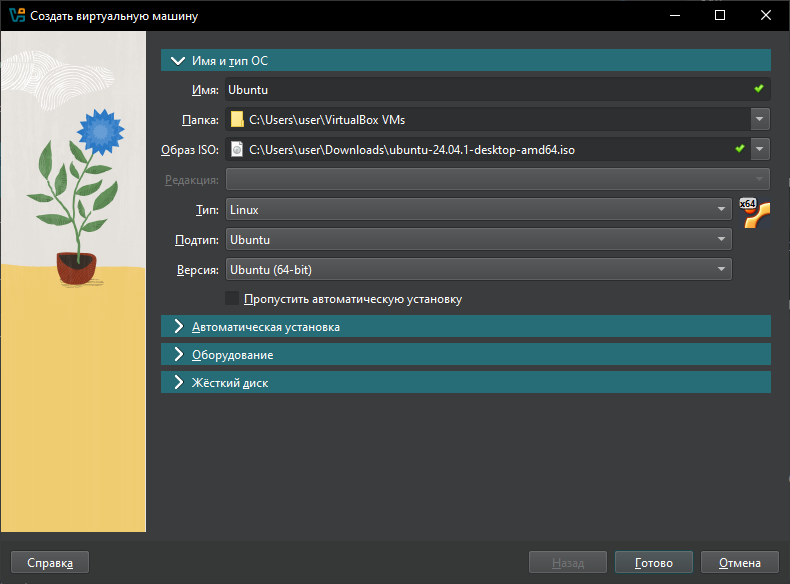 Создать виртуальную машину
Имя и тип ОС
Имя: Ubuntu
Папка: C:\Users\user\VirtualBox VMs
Образ ISO: C:\Users\user\Downloads\ubuntu-24.04.1-desktop-amd64.iso
Редакция:
Тип: Linux
x64
Подтип: Ubuntu
Версия: Ubuntu (64-bit)
Пропустить автоматическую установку
Автоматическая установка
Оборудование
Жёсткий диск
Справка Назад Готово Отмена